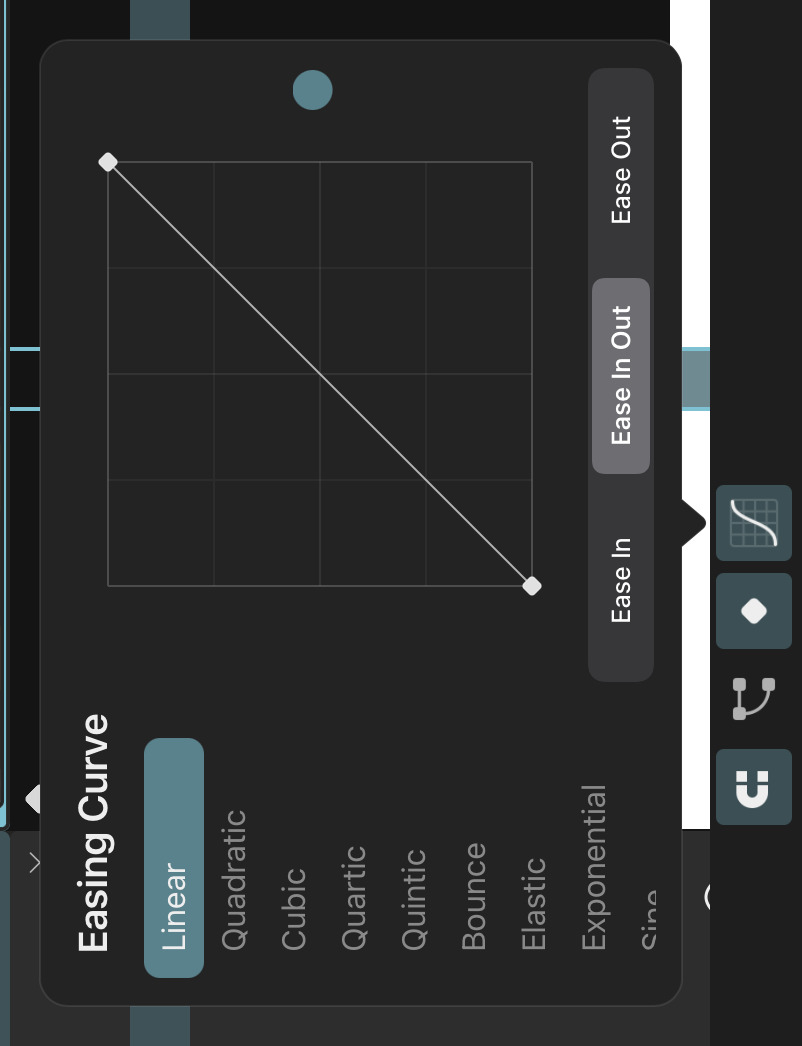 Easing Curve
Linear
Quadratic
Cubic
Quartic
Quintic
Bounce
Elastic
Exponential
Sine
Ease In
Ease In Out
Ease Out